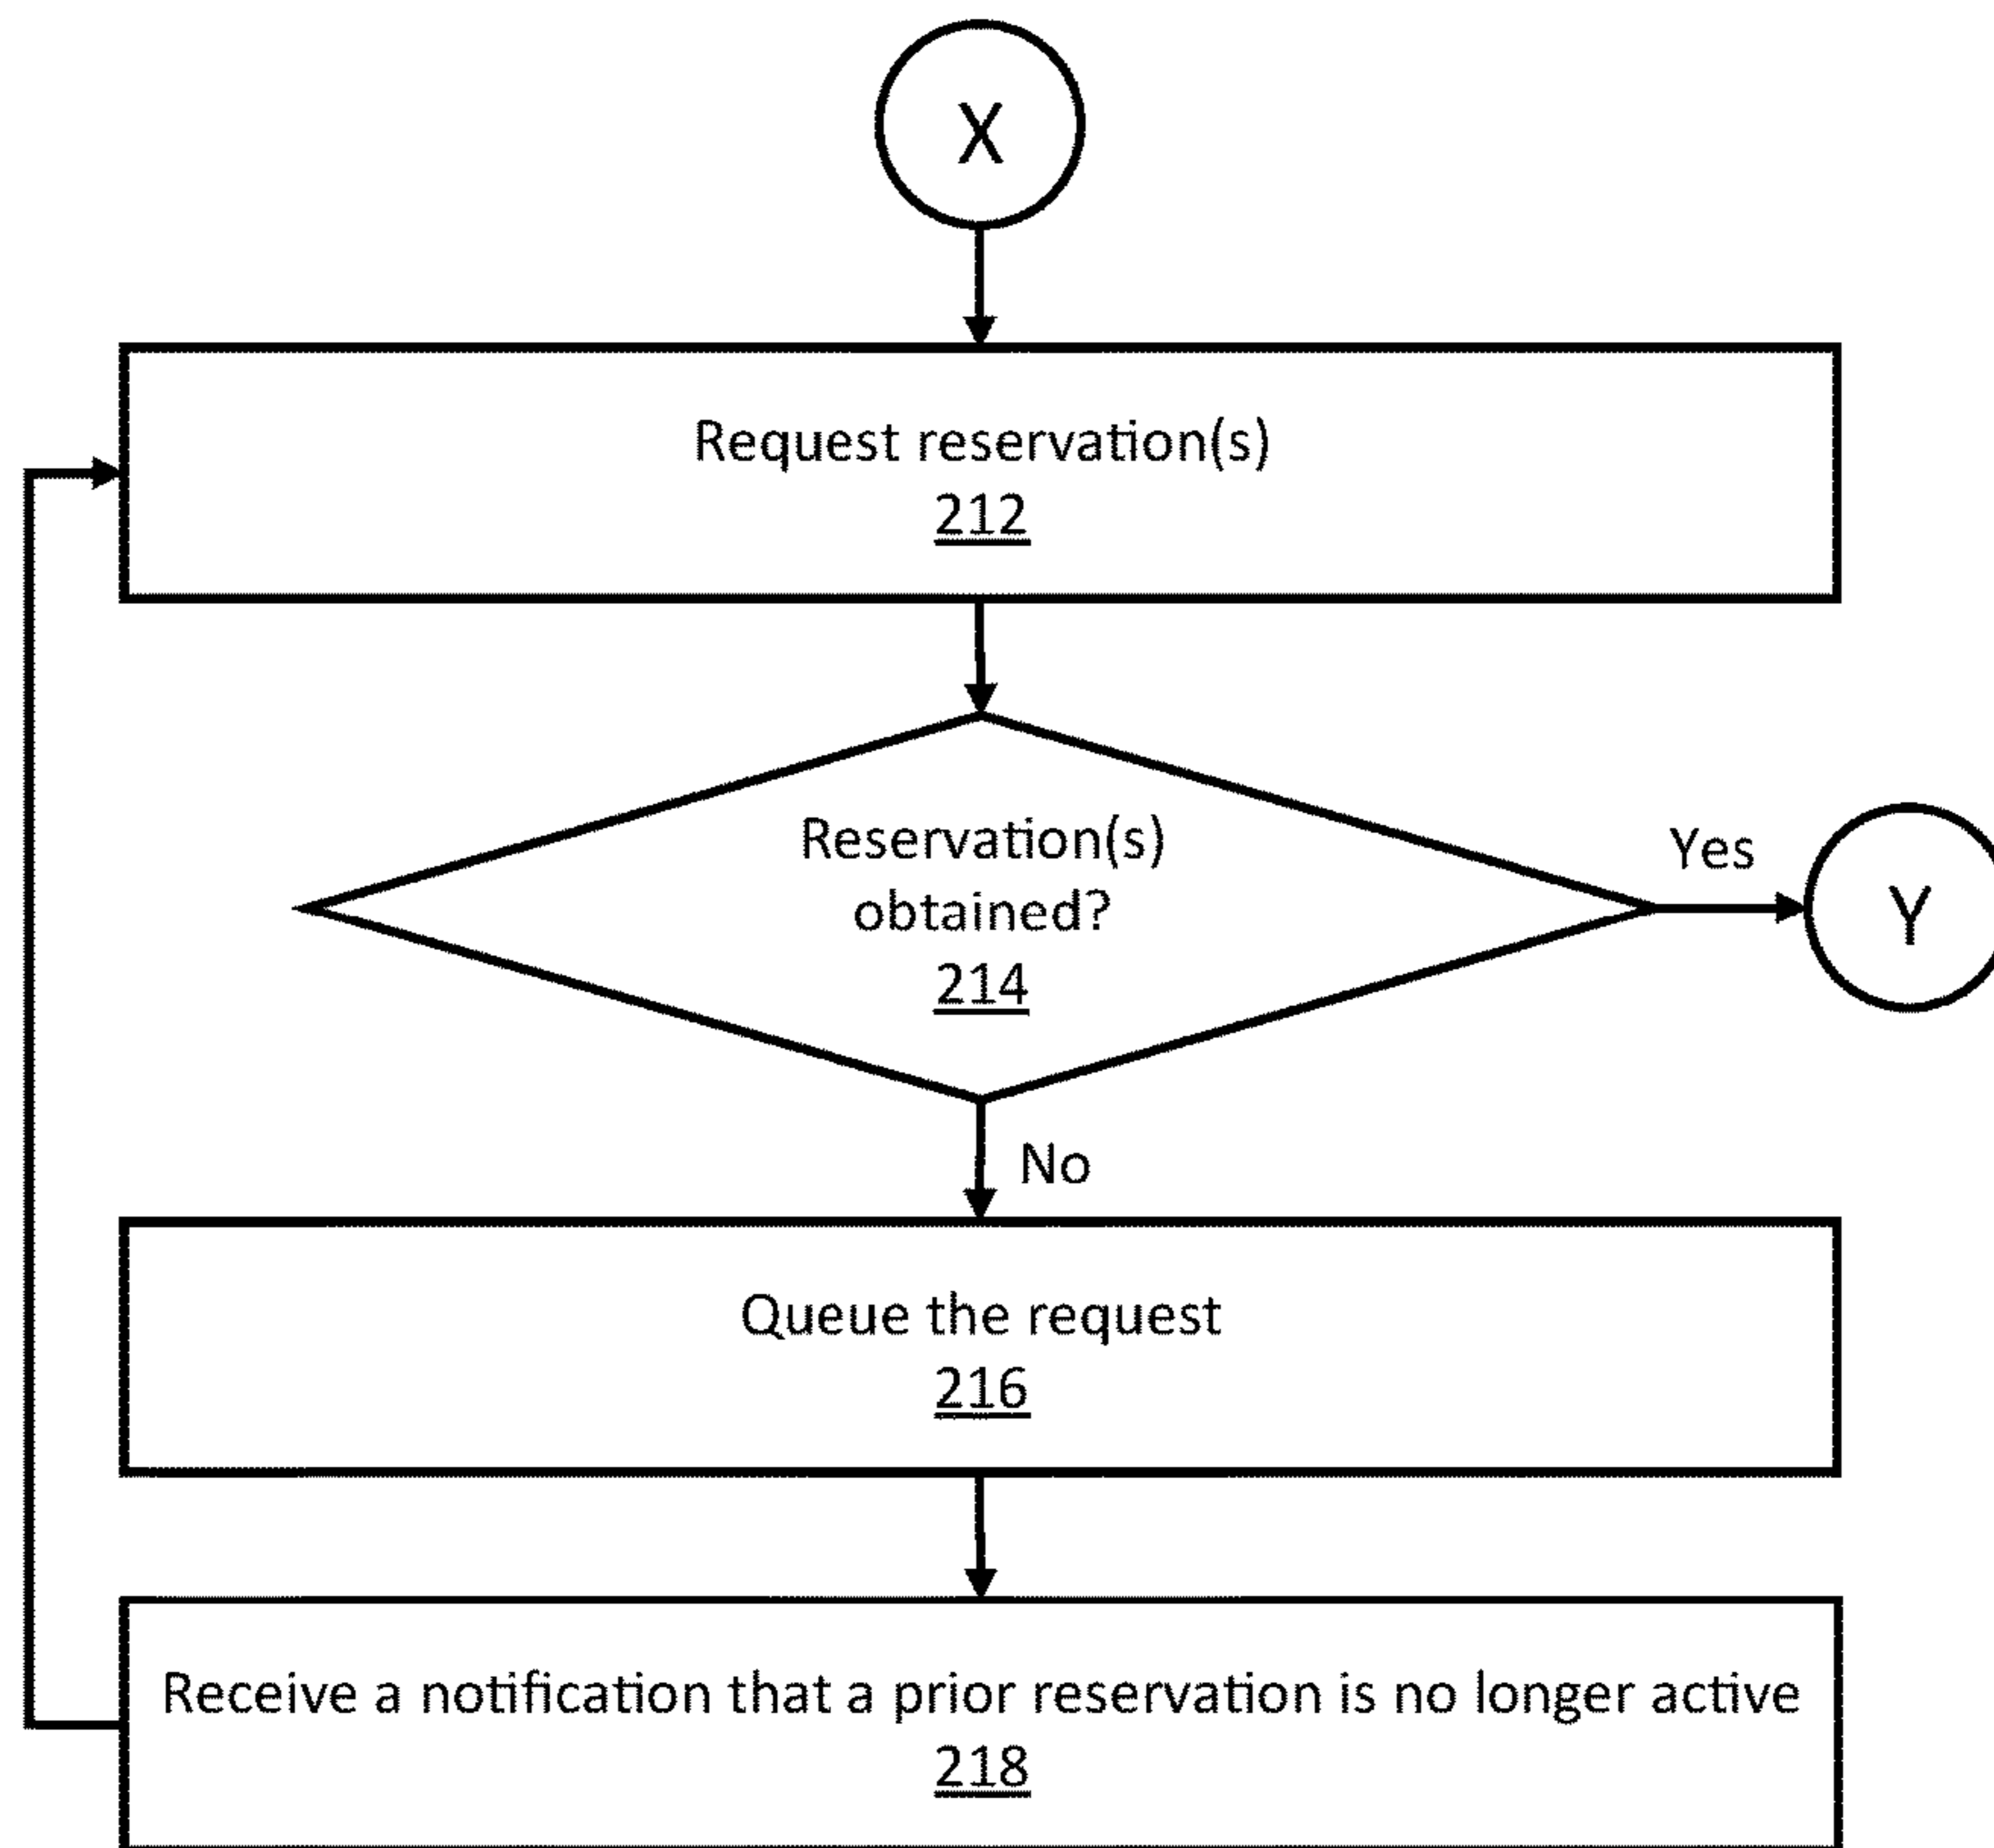 X
Request reservation(s)
212
Reservation(s)
obtained?
214
Yes
Y
No
Queue the request
216
Receive a notification that a prior reservation is no longer active
218